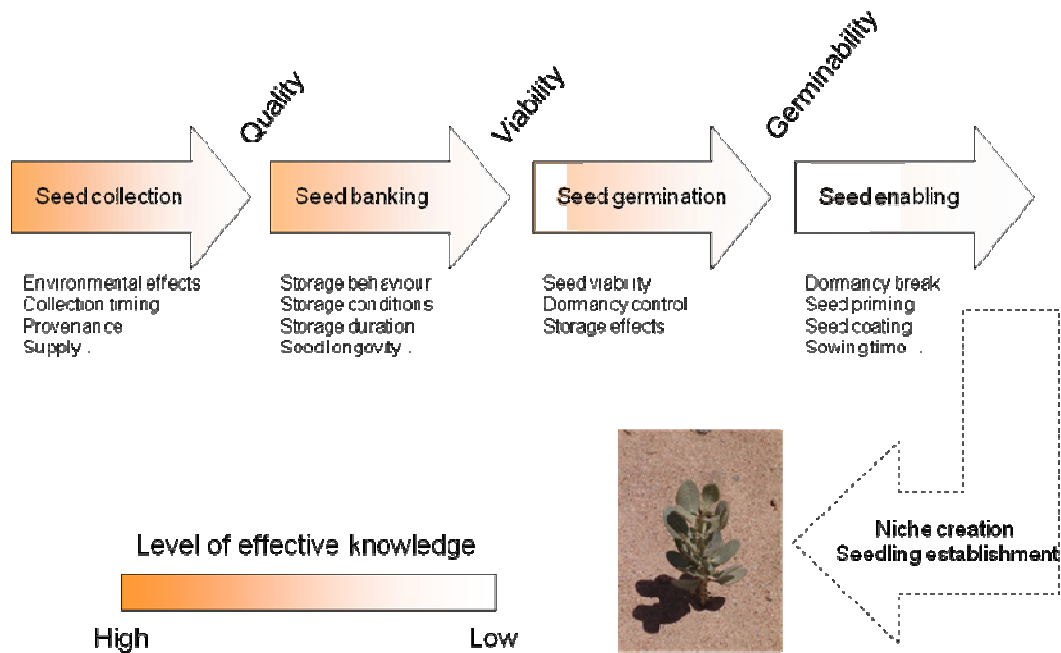 Quality
Viability
Germinability
Seed collection
Seed banking
Seed germination
Seed enabling
Environmental effects
Collection timing
Provenance
Supply .
Storage behaviour
Storage conditions
Storage duration
Seed longevity .
Seed viability
Dormancy control
Storage effects
Dormancy break
Seed priming
Seed coating
Sowing time .
Niche creation
Seedling establishment
Level of effective knowledge
High
Low